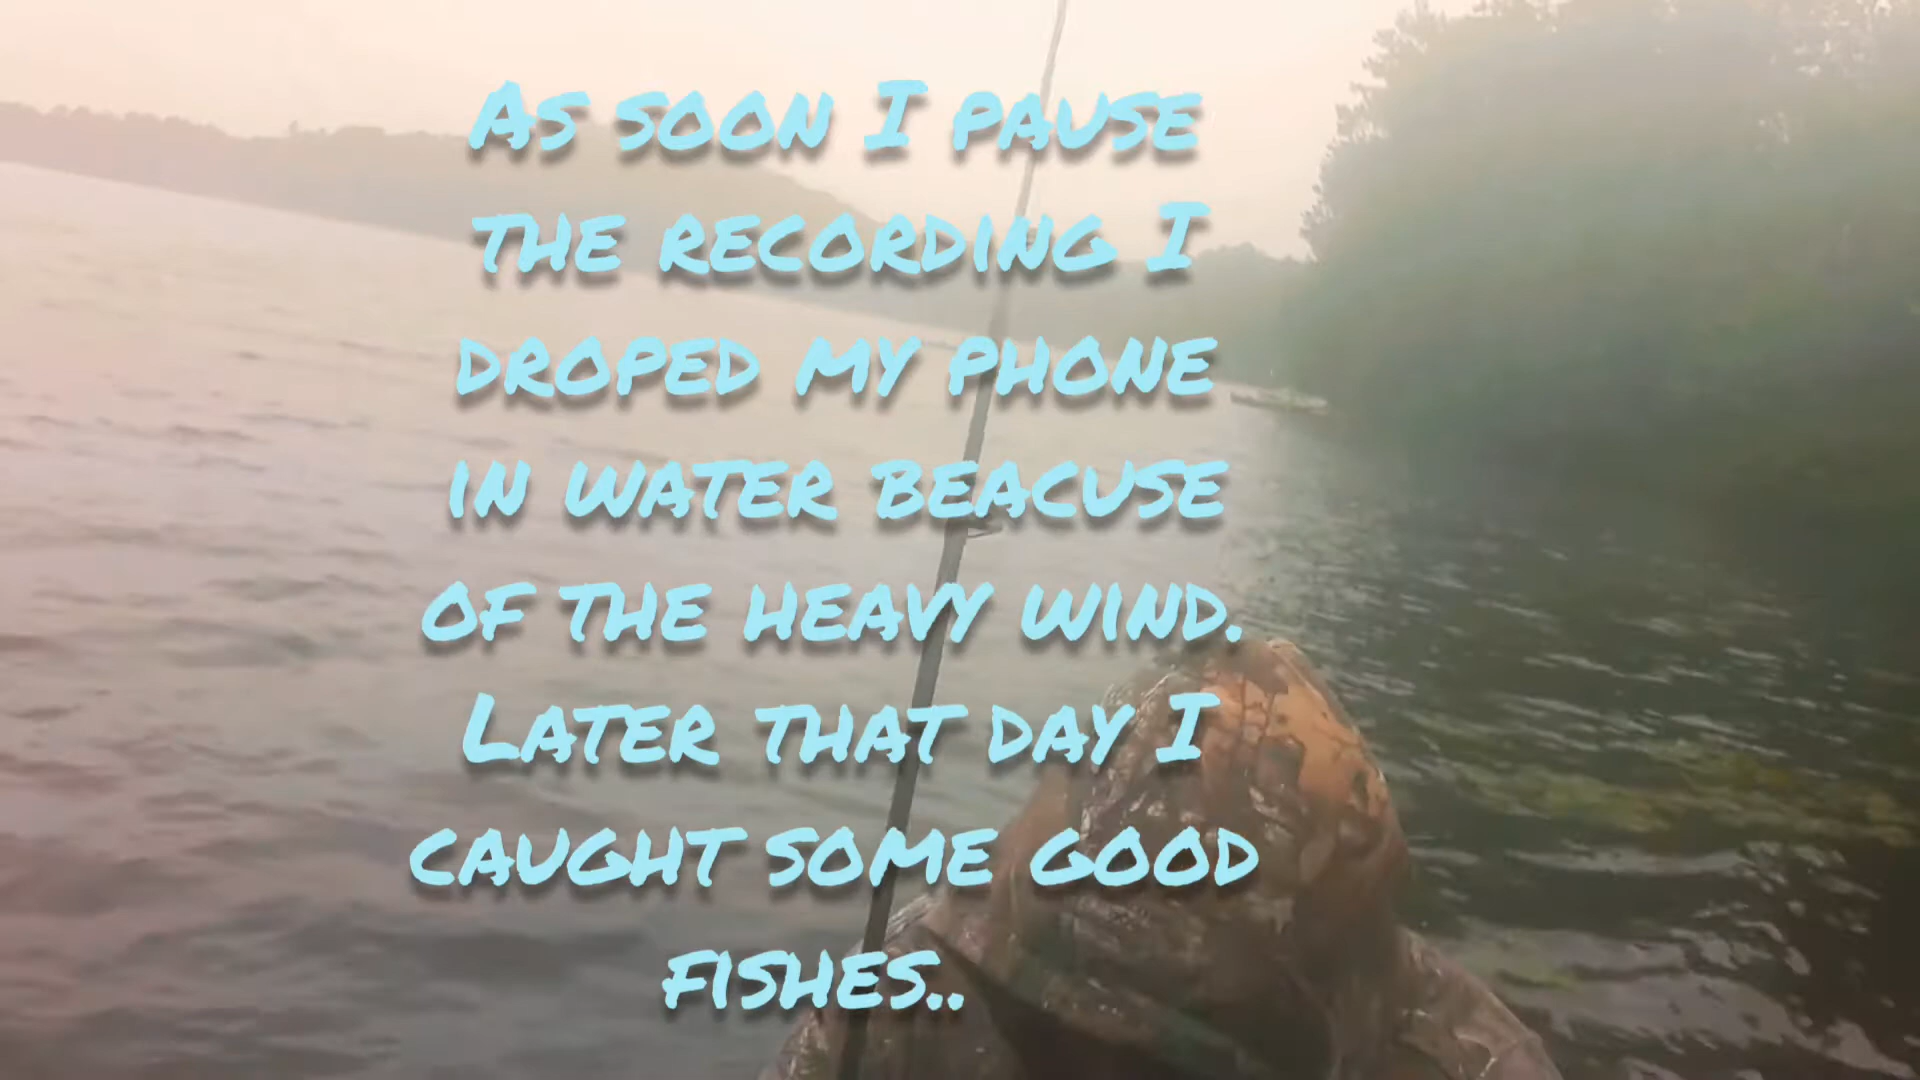 As soon I pause
the recording I
droped my phone
in water beacuse
of the heavy wind.
Later that day I
caught some good
fishes..